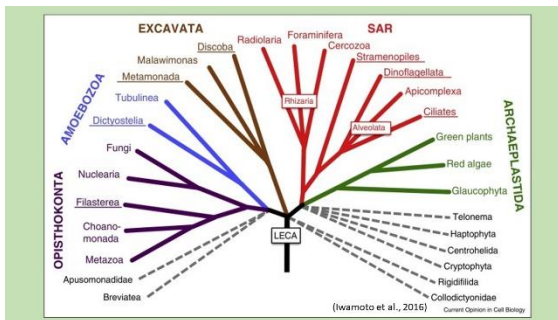 EXCAVATA
SAR
Discoba
Radiolaria
Foraminifera
Cercozoa
Malawimonas
Stramenopiles
Metamonada
Dinoflagellata
AMOEBOZOA
Tubulinea
Rhizaria
Apicomplexa
Dictyostelia
Alveolata
Ciliates
ARCHAEPLASTIDA
Fungi
Green plants
Nuclearia
Red algae
OPISTHOKONTA
Filasterea
Glaucophyta
Choano-
monada
Telonema
LECA
Haptophyta
Metazoa
Centrohelida
Apusomonadidae
Cryptophyta
Breviatea
Rigidifilida
Collodictyonidae
(Iwamoto et al., 2016)
Current Opinion in Cell Biology